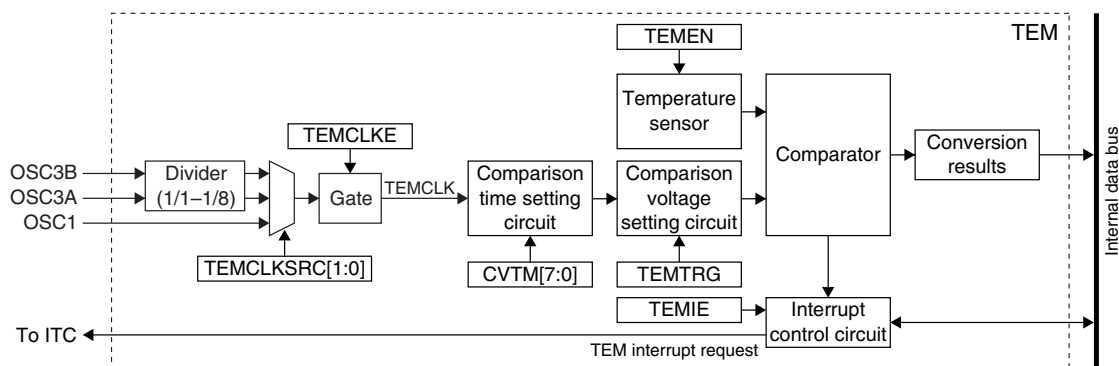 TEM
TEMEN
Temperature
sensor
TEMCLKE
Comparator
Conversion
results
Internal data bus
OSC3B
OSC3A
OSC1
Divider
(1/1–1/8)
Gate
TEMCLK
Comparison
time setting
circuit
Comparison
voltage
setting circuit
TEMCLKSRC[1:0]
CVTM[7:0]
TEMTRG
TEMIE
Interrupt
control circuit
To ITC
TEM interrupt request